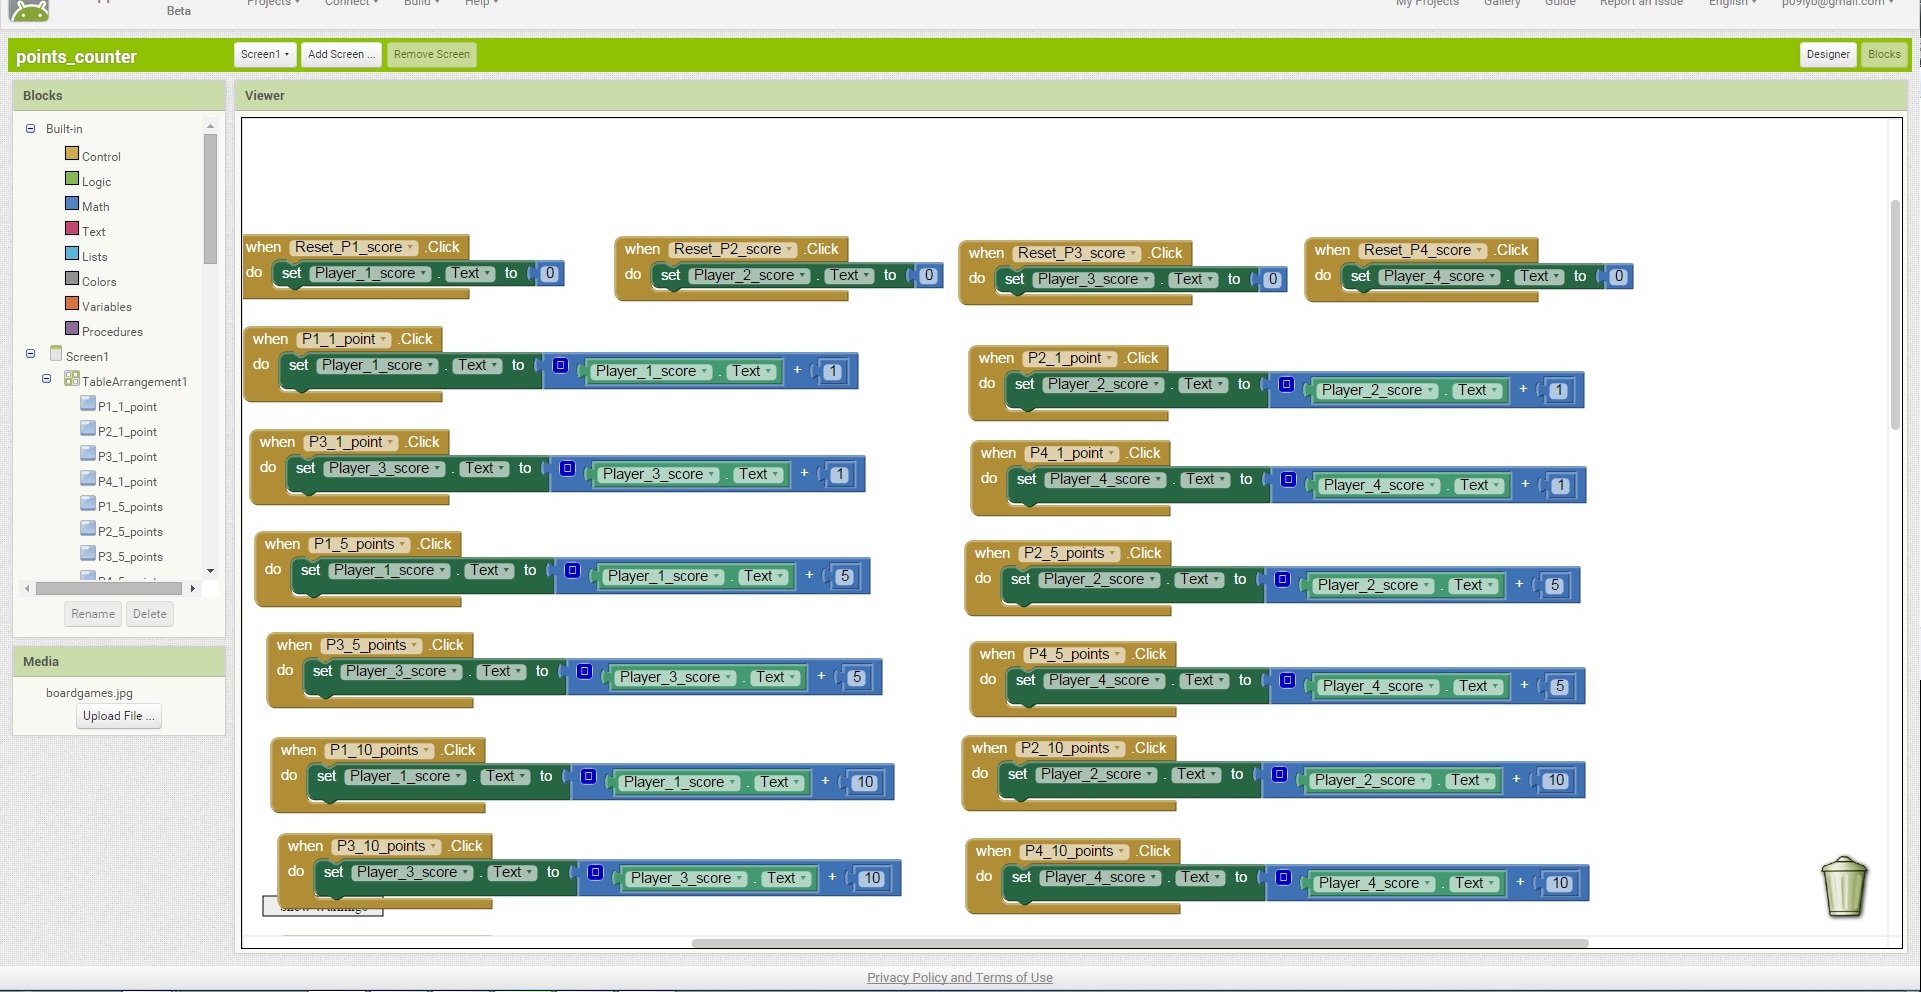 Beta
Projects Connect Build Help My Projects Gallery Guide Report an Issue English p09lyb@gmail.com
points_counter Screen1 Add Screen ... Remove Screen Designer Blocks
Blocks Viewer
Built-in
Control
Logic
Math
Text
Lists
Colors
Variables
Procedures
Screen1
TableArrangement1
P1_1_point
P2_1_point
P3_1_point
P4_1_point
P1_5_points
P2_5_points
P3_5_points
Rename Delete
Media
boardgames.jpg
Upload File ...
when Reset_P1_score .Click
do set Player_1_score . Text to 0
when Reset_P2_score .Click
do set Player_2_score . Text to 0
when Reset_P3_score .Click
do set Player_3_score . Text to 0
when Reset_P4_score .Click
do set Player_4_score . Text to 0
when P1_1_point .Click
do set Player_1_score . Text to Player_1_score . Text + 1
when P2_1_point .Click
do set Player_2_score . Text to Player_2_score . Text + 1
when P3_1_point .Click
do set Player_3_score . Text to Player_3_score . Text + 1
when P4_1_point .Click
do set Player_4_score . Text to Player_4_score . Text + 1
when P1_5_points .Click
do set Player_1_score . Text to Player_1_score . Text + 5
when P2_5_points .Click
do set Player_2_score . Text to Player_2_score . Text + 5
when P3_5_points .Click
do set Player_3_score . Text to Player_3_score . Text + 5
when P4_5_points .Click
do set Player_4_score . Text to Player_4_score . Text + 5
when P1_10_points .Click
do set Player_1_score . Text to Player_1_score . Text + 10
when P2_10_points .Click
do set Player_2_score . Text to Player_2_score . Text + 10
when P3_10_points .Click
do set Player_3_score . Text to Player_3_score . Text + 10
when P4_10_points .Click
do set Player_4_score . Text to Player_4_score . Text + 10
Privacy Policy and Terms of Use